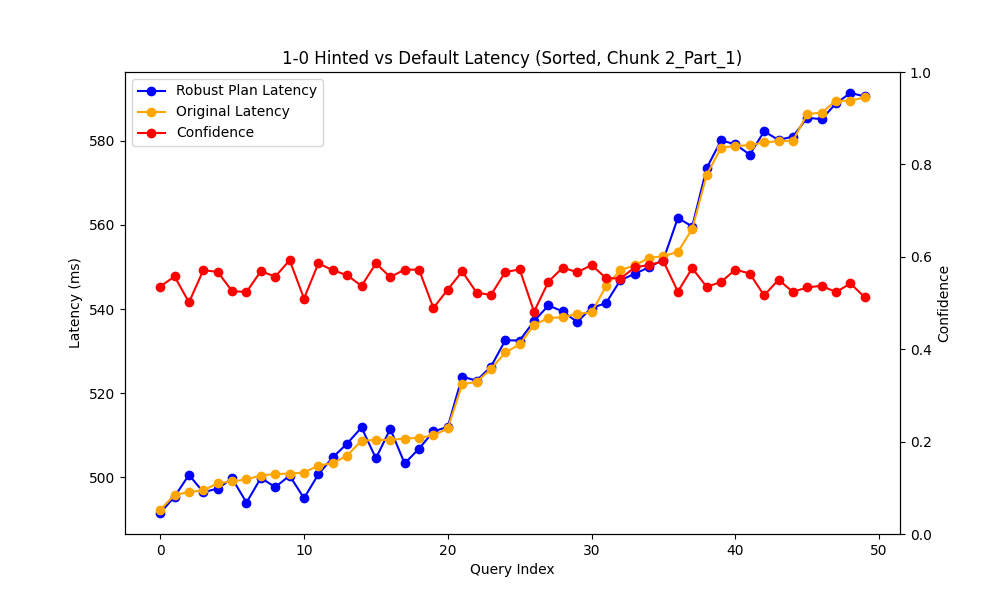 1-0 Hinted vs Default Latency (Sorted, Chunk 2_Part_1)
Robust Plan Latency
Original Latency
Confidence
Latency (ms)
580
560
540
520
500
1.0
0.8
0.6
0.4
0.2
0.0
Confidence
0 10 20 30 40 50
Query Index